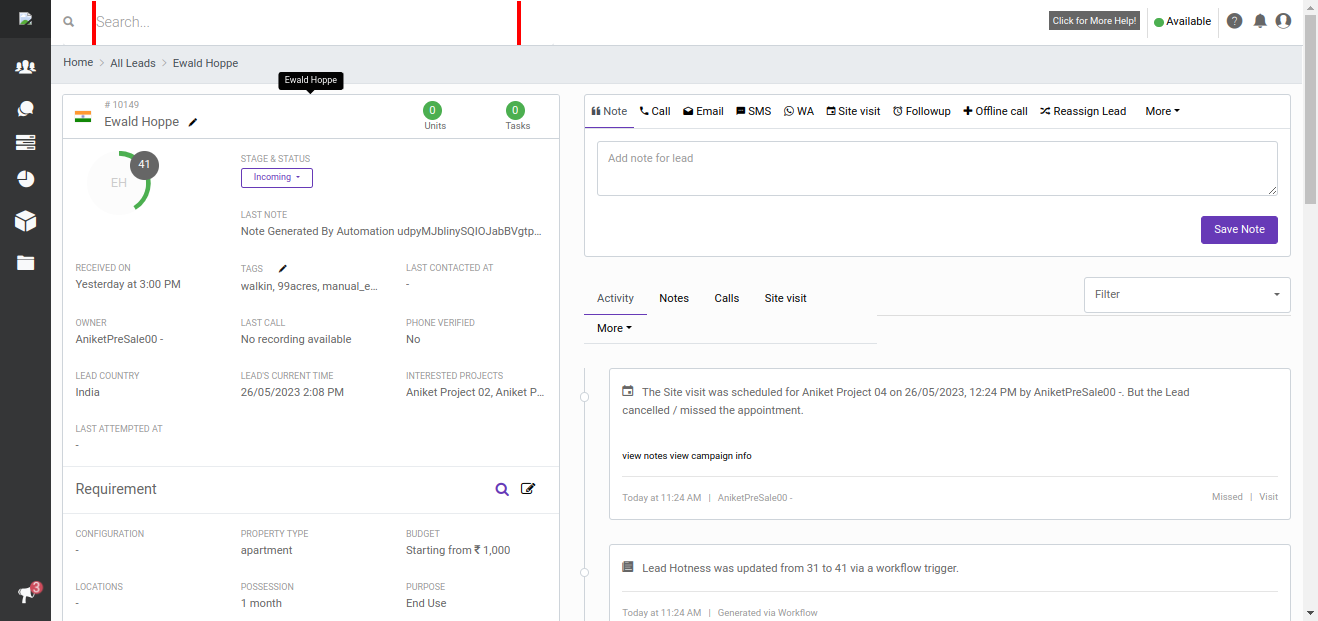 Search...
Click for More Help!
Available
Home
All Leads
Ewald Hoppe
Ewald Hoppe
# 10149
Ewald Hoppe
0
Units
0
Tasks
EH
41
STAGE & STATUS
Incoming
LAST NOTE
Note Generated By Automation udpyMJblinySQIOJabBVgtp...
RECEIVED ON
Yesterday at 3:00 PM
TAGS
walkin, 99acres, manual_e...
LAST CONTACTED AT
-
OWNER
AniketPreSale00 -
LAST CALL
No recording available
PHONE VERIFIED
No
LEAD COUNTRY
India
LEAD'S CURRENT TIME
26/05/2023 2:08 PM
INTERESTED PROJECTS
Aniket Project 02, Aniket P...
LAST ATTEMPTED AT
-
Requirement
CONFIGURATION
-
PROPERTY TYPE
apartment
BUDGET
Starting from ₹ 1,000
LOCATIONS
-
POSSESSION
1 month
PURPOSE
End Use
3
Note
Call
Email
SMS
WA
Site visit
Followup
Offline call
Reassign Lead
More
Add note for lead
Save Note
Activity
Notes
Calls
Site visit
More
Filter
The Site visit was scheduled for Aniket Project 04 on 26/05/2023, 12:24 PM by AniketPreSale00 -. But the Lead
cancelled / missed the appointment.
view notes view campaign info
Today at 11:24 AM | AniketPreSale00 -
Missed | Visit
Lead Hotness was updated from 31 to 41 via a workflow trigger.
Today at 11:24 AM | Generated via Workflow